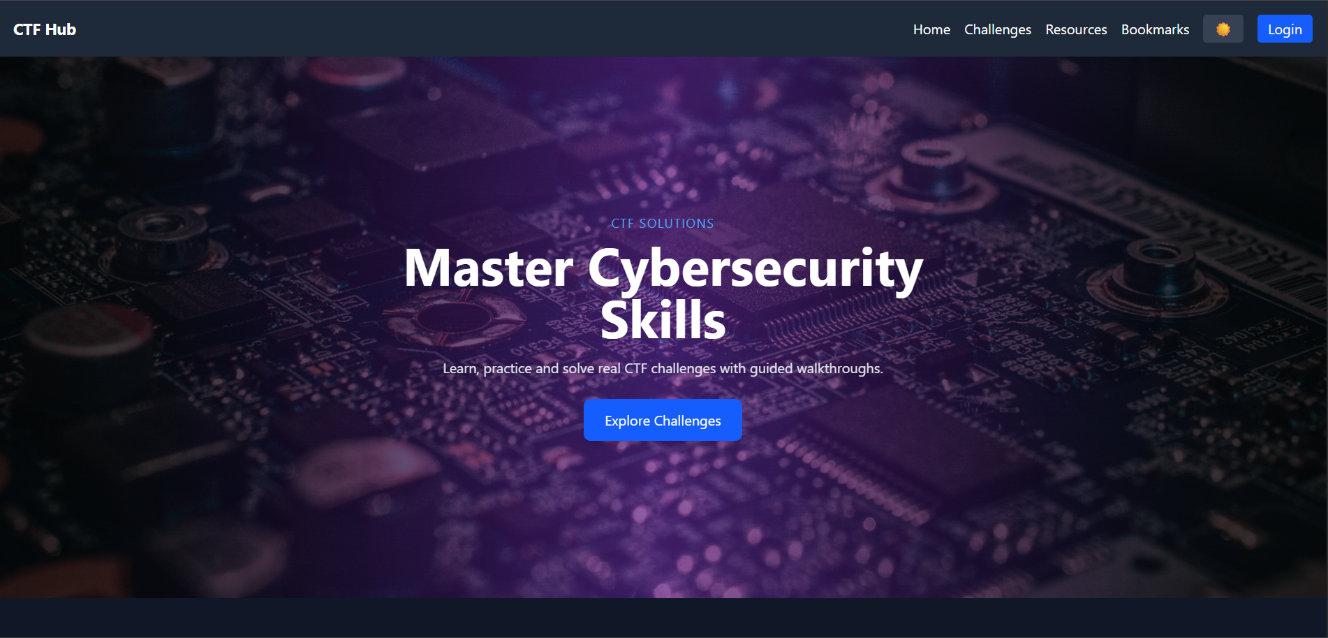 CTF Hub
Home Challenges Resources Bookmarks Login
CTF SOLUTIONS
Master Cybersecurity
Skills
Learn, practice and solve real CTF challenges with guided walkthroughs.
Explore Challenges